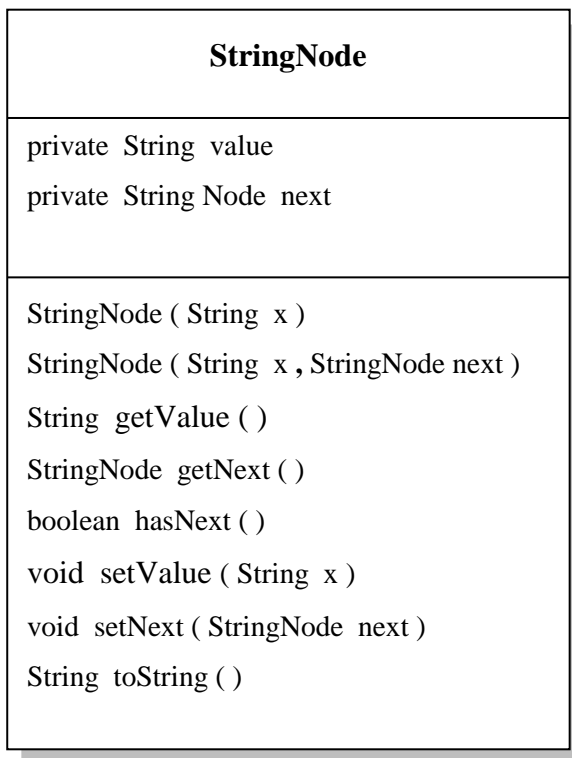 StringNode
private String value
private String Node next
StringNode ( String x )
StringNode ( String x , StringNode next )
String getValue ( )
StringNode getNext ( )
boolean hasNext ( )
void setValue ( String x )
void setNext ( StringNode next )
String toString ( )